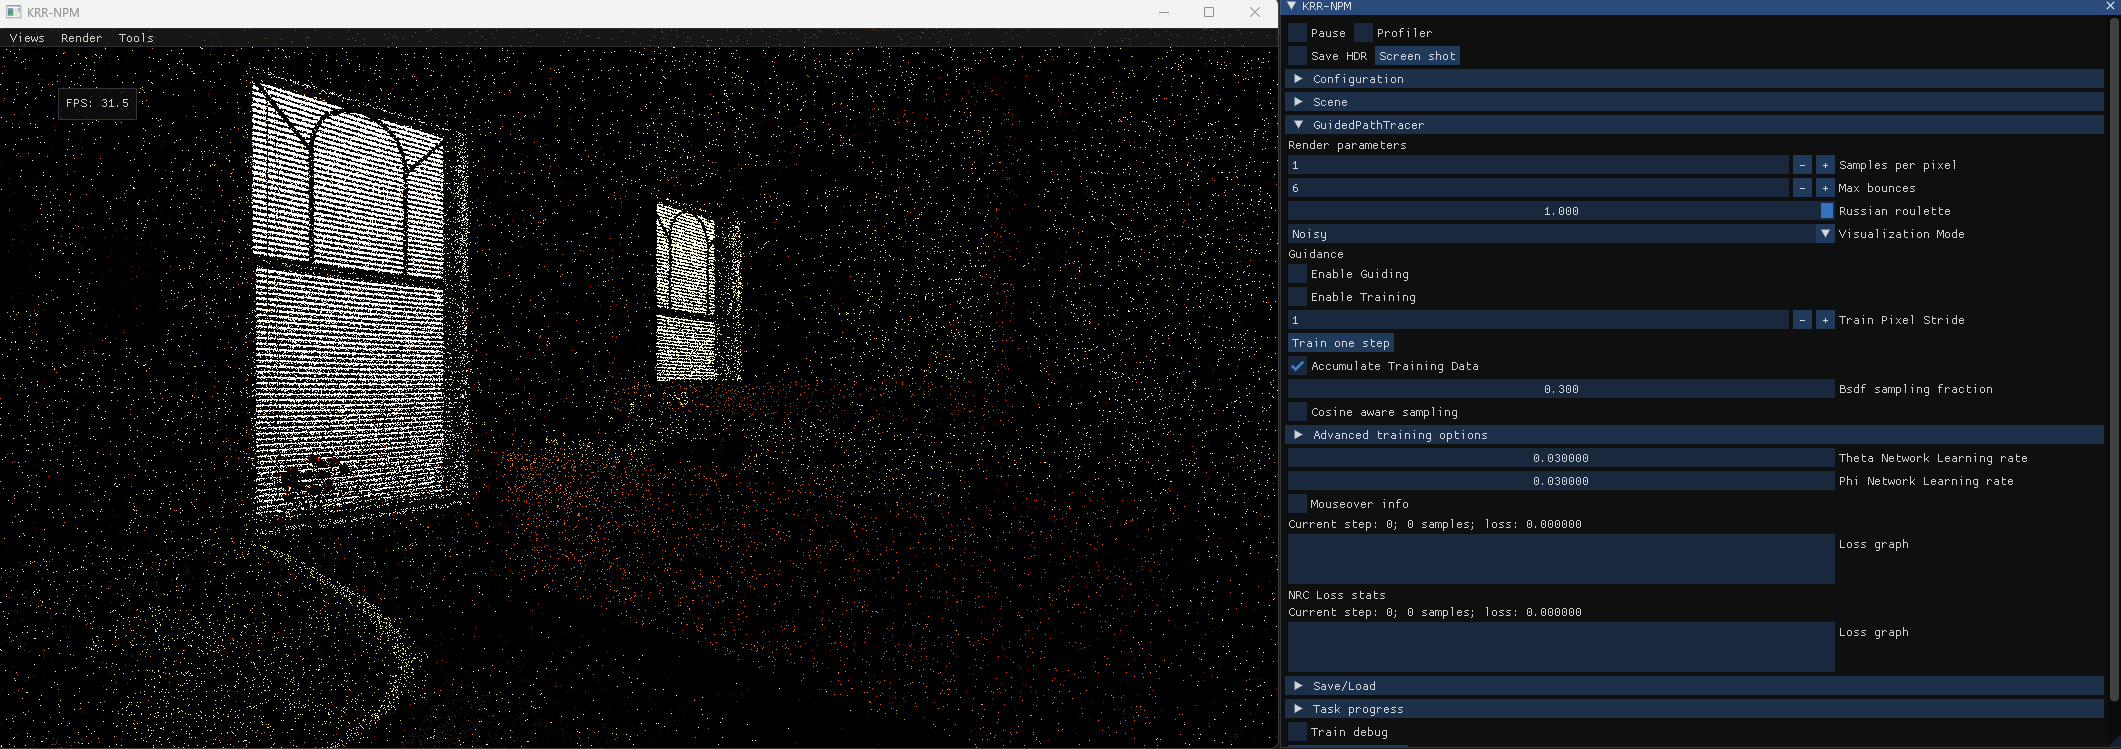 KRR-NPM
Views Render Tools
FPS: 31.5
KRR-NPM
Pause Profiler
Save HDR Screen shot
Configuration
Scene
GuidedPathTracer
Render parameters
1 - + Samples per pixel
6 - + Max bounces
1.000 Russian roulette
Noisy Visualization Mode
Guidance
Enable Guiding
Enable Training
1 - + Train Pixel Stride
Train one step
Accumulate Training Data
0.300 Bsdf sampling fraction
Cosine aware sampling
Advanced training options
0.030000 Theta Network Learning rate
0.030000 Phi Network Learning rate
Mouseover info
Current step: 0; 0 samples; loss: 0.000000
Loss graph
NRC Loss stats
Current step: 0; 0 samples; loss: 0.000000
Loss graph
Save/Load
Task progress
Train debug